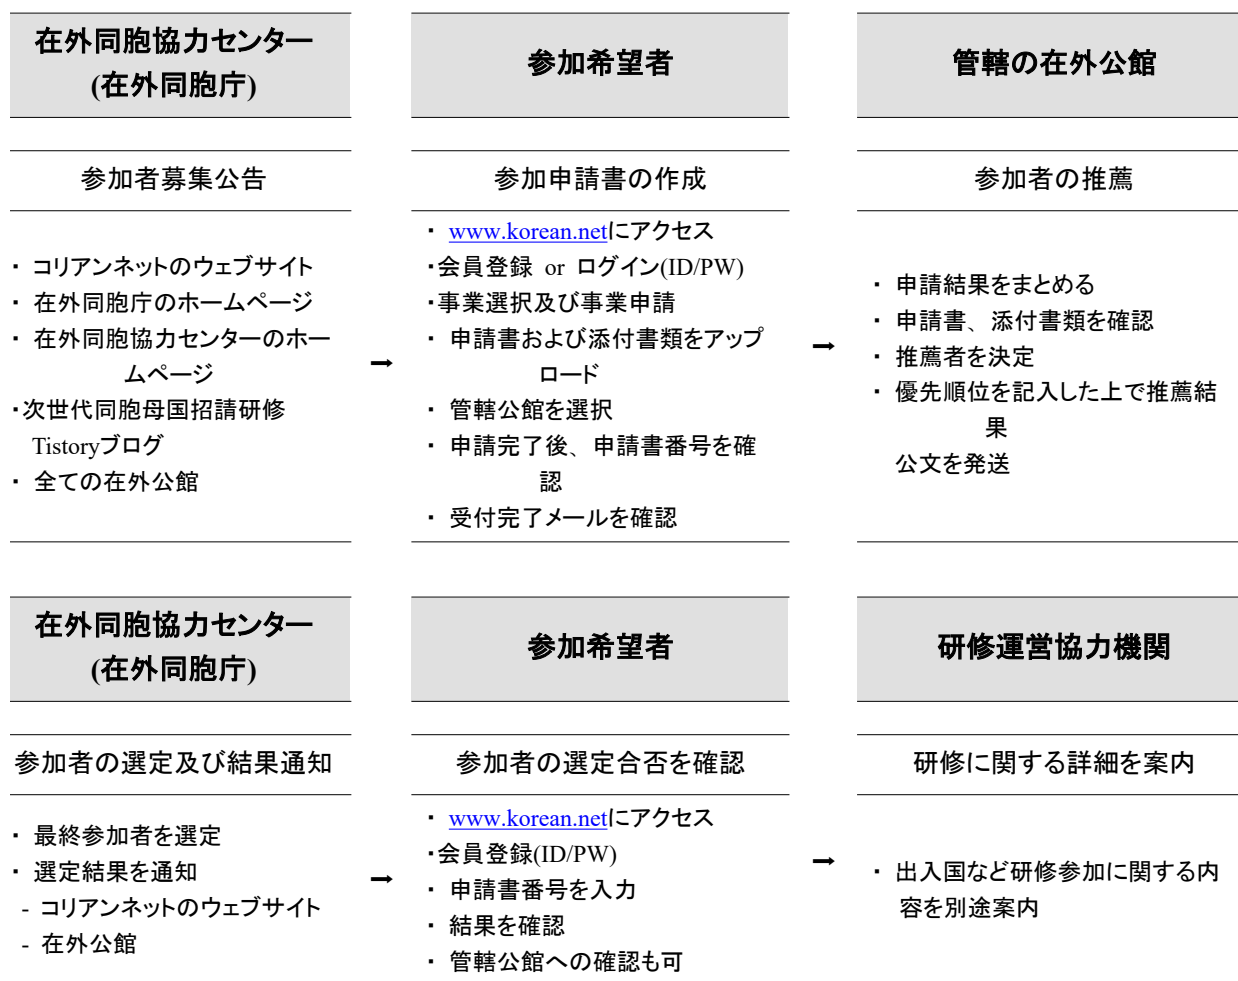 在外同胞協力センター
(在外同胞庁)
参加者募集公告
・ コリアンネットのウェブサイト
・ 在外同胞庁のホームページ
・ 在外同胞協力センターのホー
ムページ
・次世代同胞母国招請研修
Tistoryブログ
・ 全ての在外公館
➡
参加希望者
参加申請書の作成
・ www.korean.netにアクセス
・会員登録 or ログイン(ID/PW)
・事業選択及び事業申請
・ 申請書および添付書類をアップ
ロード
・ 管轄公館を選択
・ 申請完了後、申請書番号を確
認
・ 受付完了メールを確認
➡
管轄の在外公館
参加者の推薦
・ 申請結果をまとめる
・ 申請書、添付書類を確認
・ 推薦者を決定
・ 優先順位を記入した上で推薦結
果
公文を発送
在外同胞協力センター
(在外同胞庁)
参加者の選定及び結果通知
・ 最終参加者を選定
・ 選定結果を通知
- コリアンネットのウェブサイト
- 在外公館
➡
参加希望者
参加者の選定合否を確認
・ www.korean.netにアクセス
・会員登録(ID/PW)
・ 申請書番号を入力
・ 結果を確認
・ 管轄公館への確認も可
➡
研修運営協力機関
研修に関する詳細を案内
・ 出入国など研修参加に関する内
容を別途案内